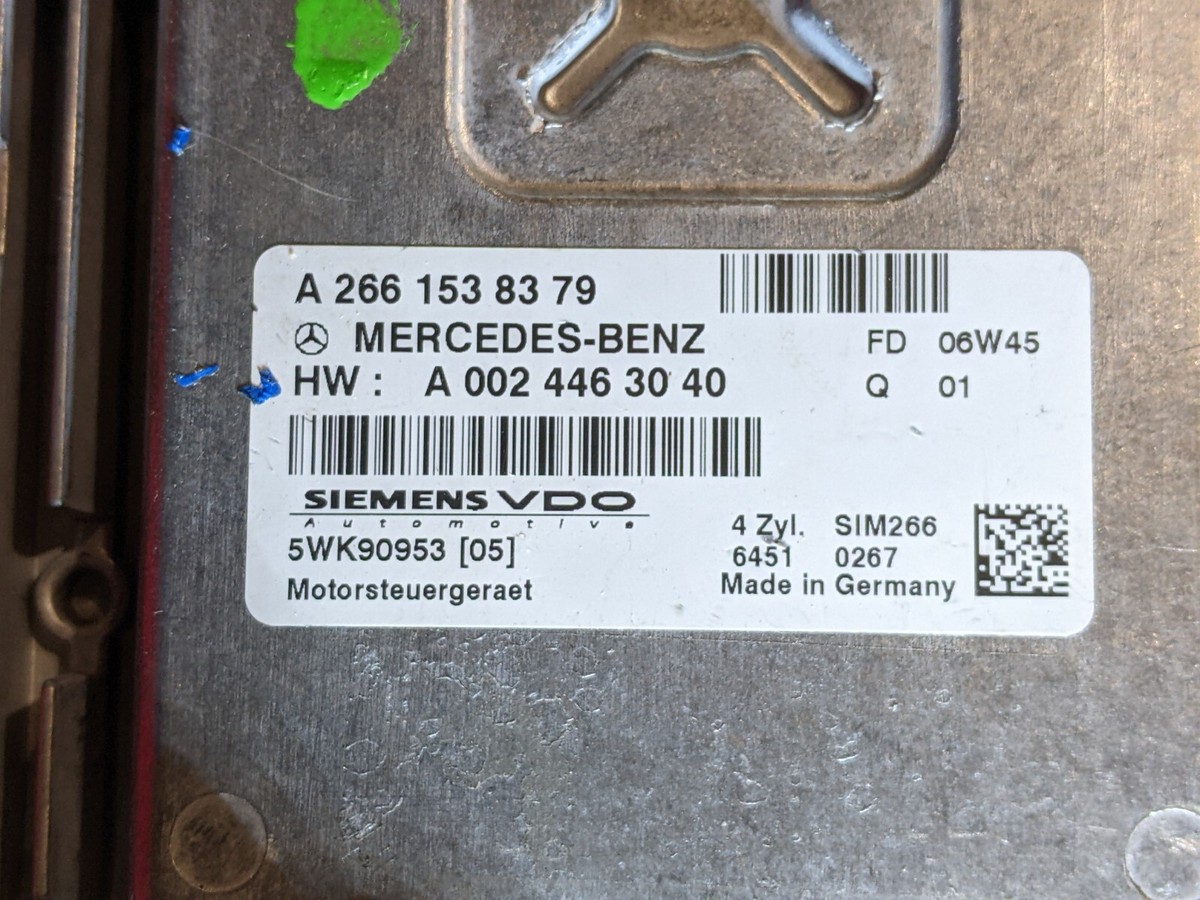 A 266 153 83 79
MERCEDES-BENZ FD 06W45
HW : A 002 446 30 40 Q 01
SIEMENS VDO
Automotive
4 Zyl. SIM266
5WK90953 [05] 6451 0267
Motorsteuergeraet Made in Germany